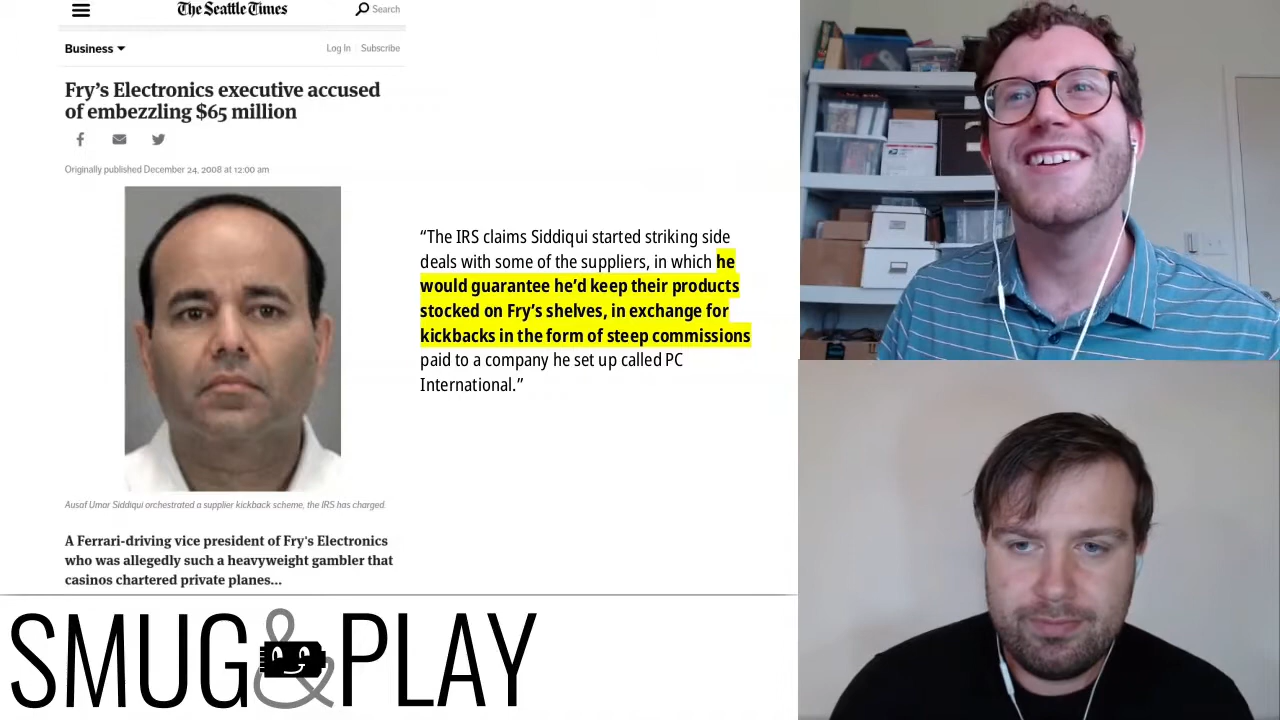 The Seattle Times
Search
Business
Log In
Subscribe
Fry's Electronics executive accused
of embezzling $65 million
Originally published December 24, 2008 at 12:00 am
Ausaf Umar Siddiqui orchestrated a supplier kickback scheme, the IRS has charged.
A Ferrari-driving vice president of Fry's Electronics
who was allegedly such a heavyweight gambler that
casinos chartered private planes...
“The IRS claims Siddiqui started striking side
deals with some of the suppliers, in which he
would guarantee he’d keep their products
stocked on Fry’s shelves, in exchange for
kickbacks in the form of steep commissions
paid to a company he set up called PC
International.”
SMUG&PLAY